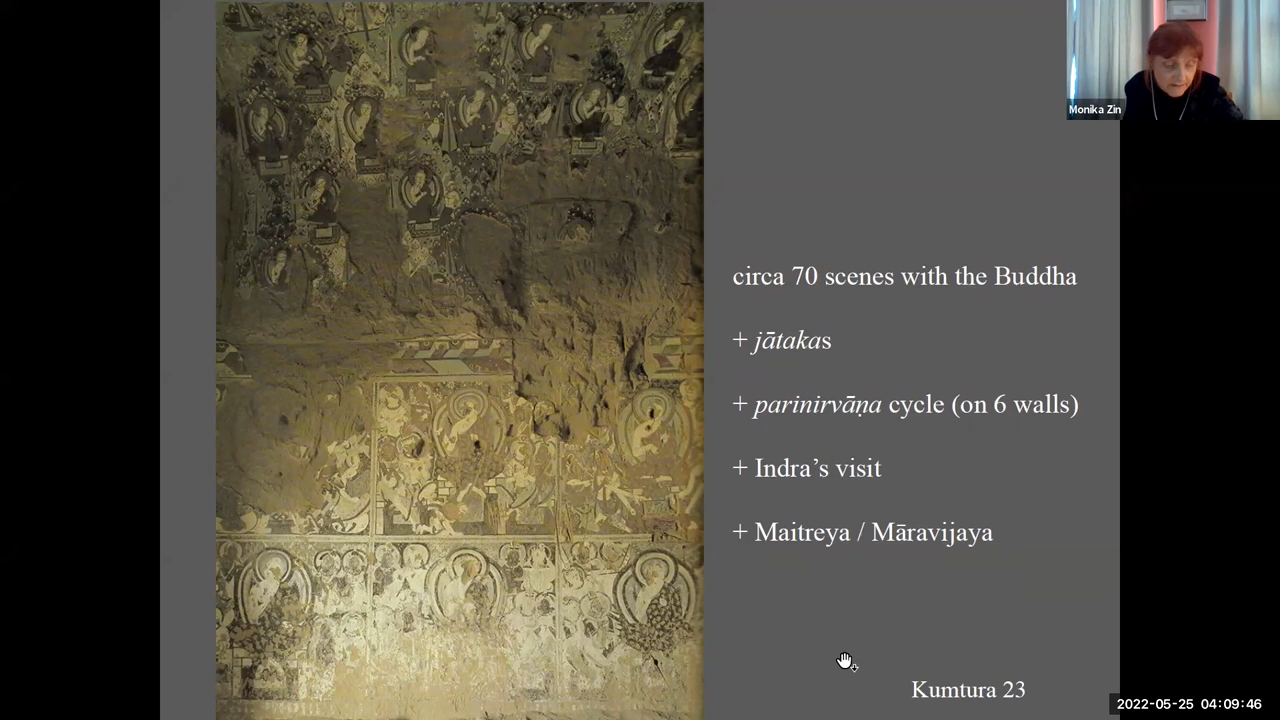 Monika Zin
circa 70 scenes with the Buddha
+ jātakas
+ parinirvāṇa cycle (on 6 walls)
+ Indra’s visit
+ Maitreya / Māravijaya
Kumtura 23
2022-05-25 04:09:46